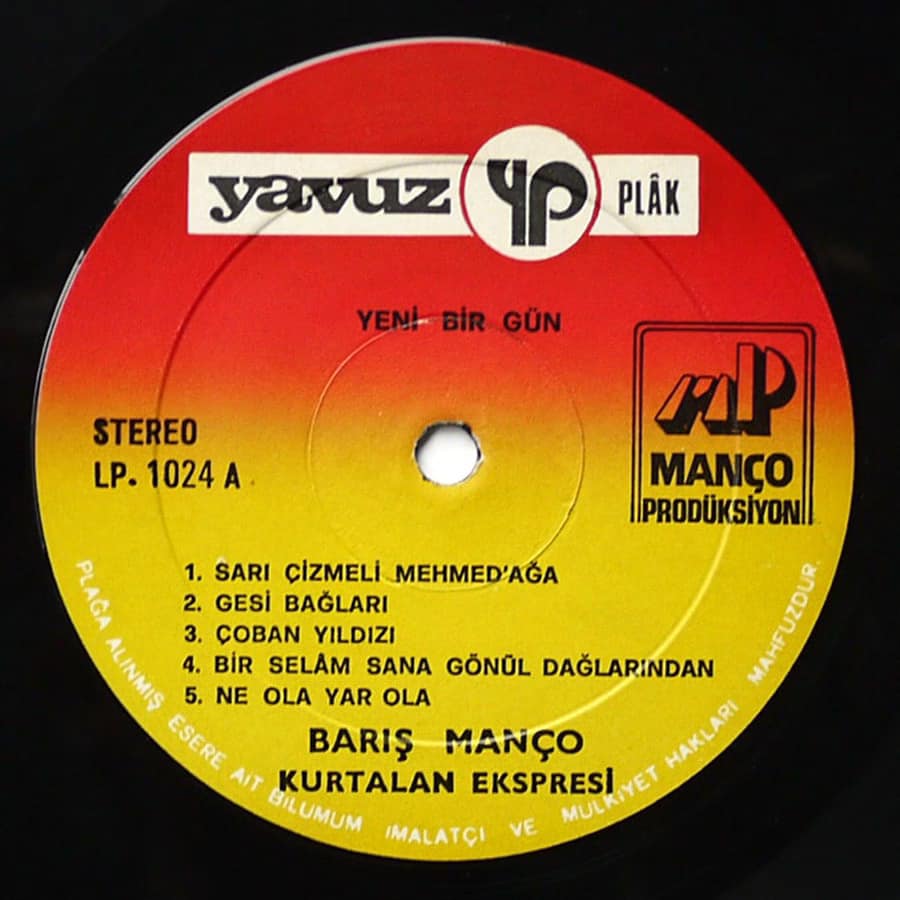 yavuz YP PLÂK
YENİ BİR GÜN
MANÇO
PRODÜKSİYON
STEREO
LP. 1024 A
1. SARI ÇİZMELİ MEHMED'AĞA
2. GESİ BAĞLARI
3. ÇOBAN YILDIZI
4. BİR SELÂM SANA GÖNÜL DAĞLARINDAN
5. NE OLA YAR OLA
BARIŞ MANÇO
KURTALAN EKSPRESİ
PLAĞA ALINMIŞ ESERE AİT BİLUMUM İMALATÇI VE MÜLKİYET HAKLARI MAHFUZDUR.